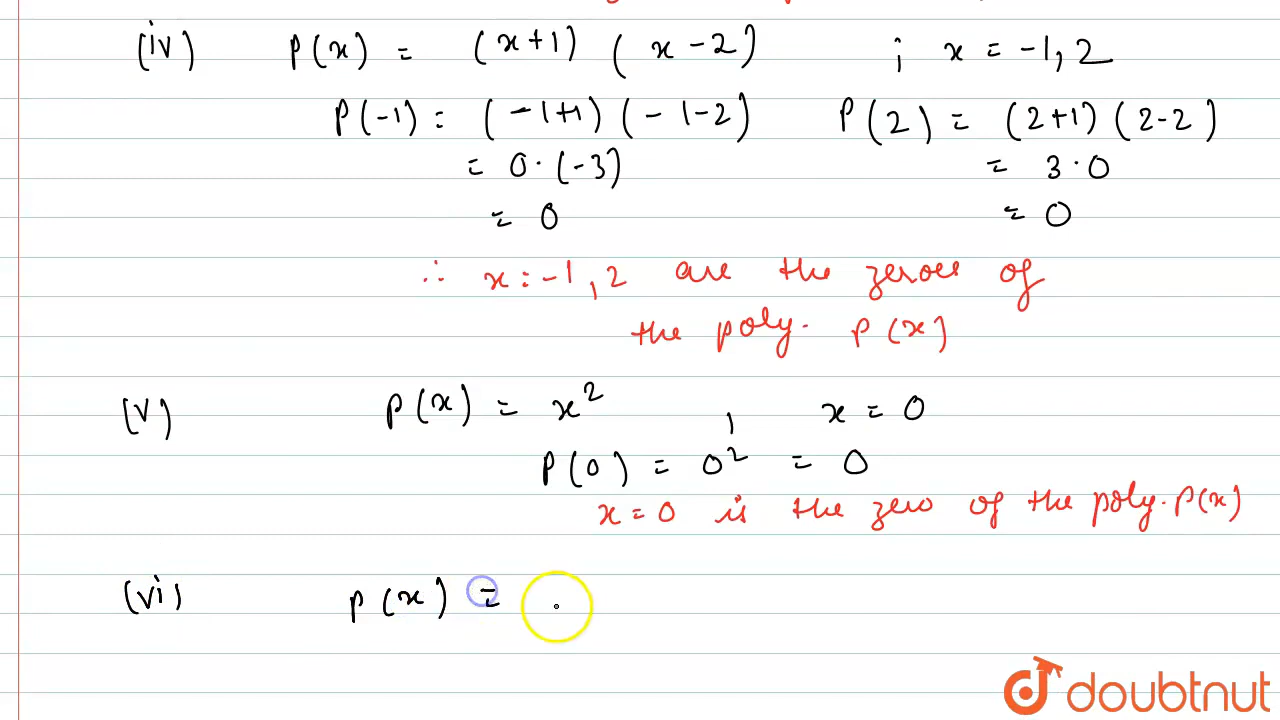 (iv) P(x) = (x+1) (x-2) ; x = -1, 2
P(-1) = (-1+1) (-1-2) P(2) = (2+1) (2-2)
= 0·(-3) = 3·0
= 0 = 0
∴ x=-1, 2 are the zeroes of
the poly. P(x)
(v) P(x) = x² , x = 0
P(0) = 0² = 0
x=0 is the zero of the poly. P(x)
(vi) P(x) =
doubtnut